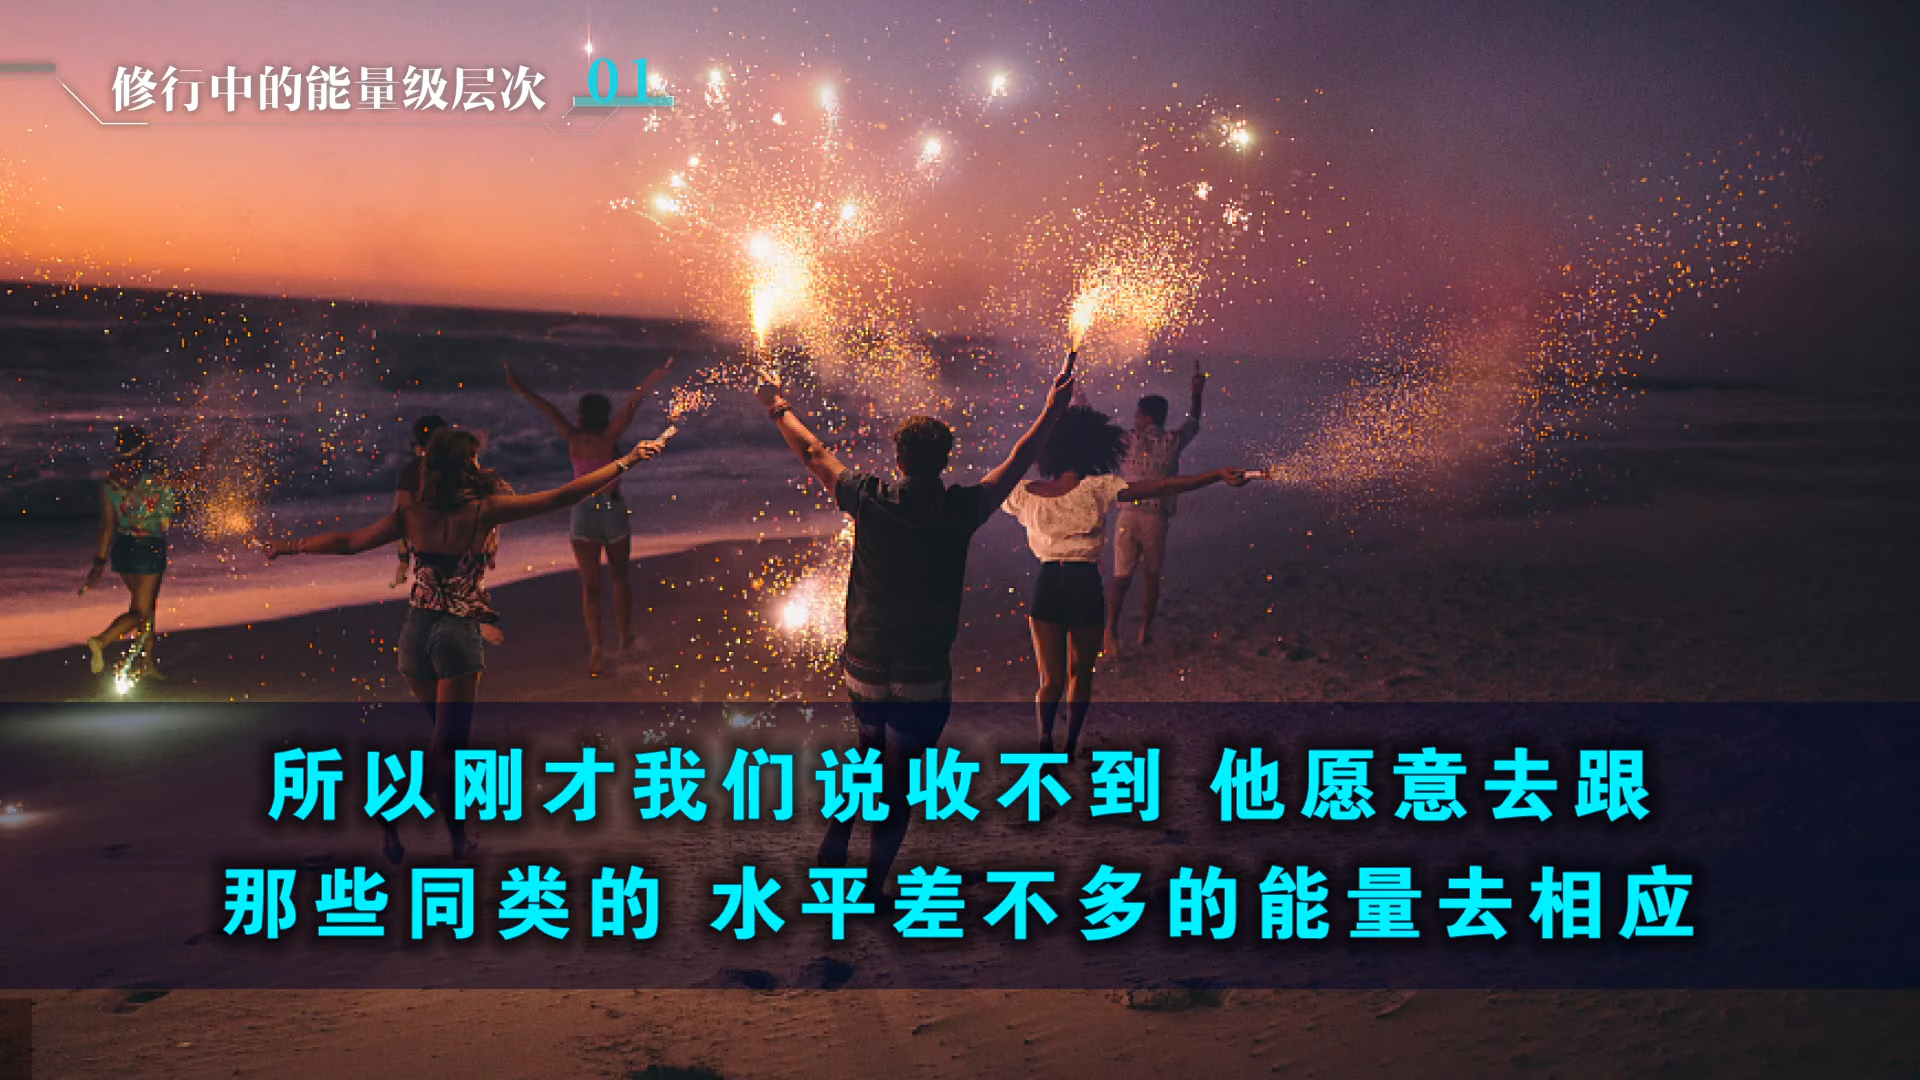 修行中的能量级层次 01
所以刚才我们说收不到 他愿意去跟
那些同类的 水平差不多的能量去相应